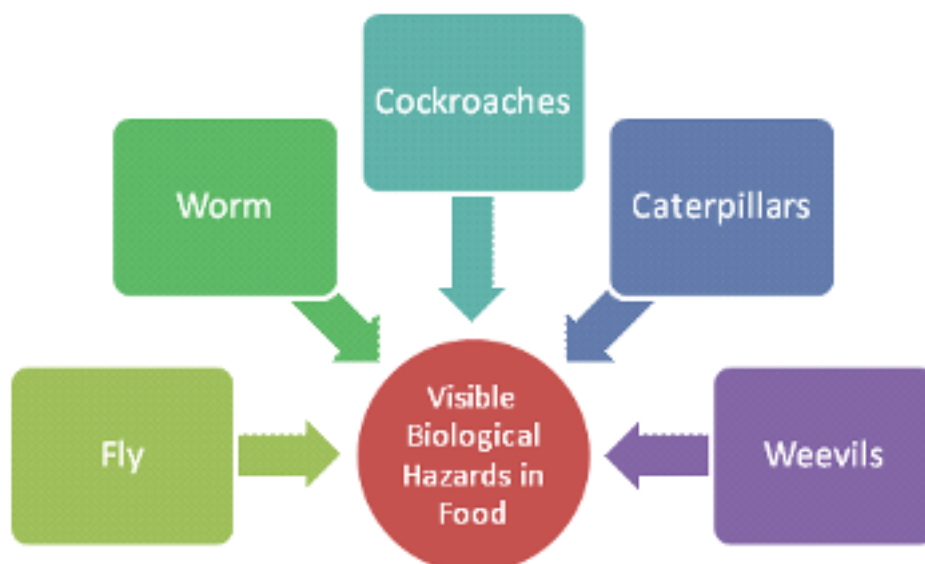 Cockroaches
Worm
Caterpillars
Fly
Visible
Biological
Hazards in
Food
Weevils